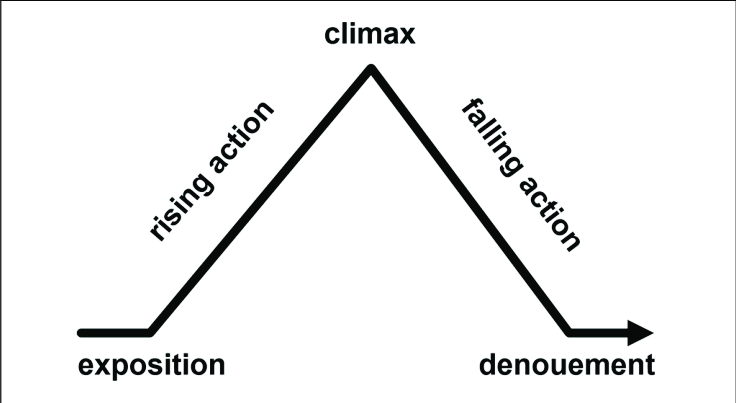 climax
rising action
falling action
exposition
denouement